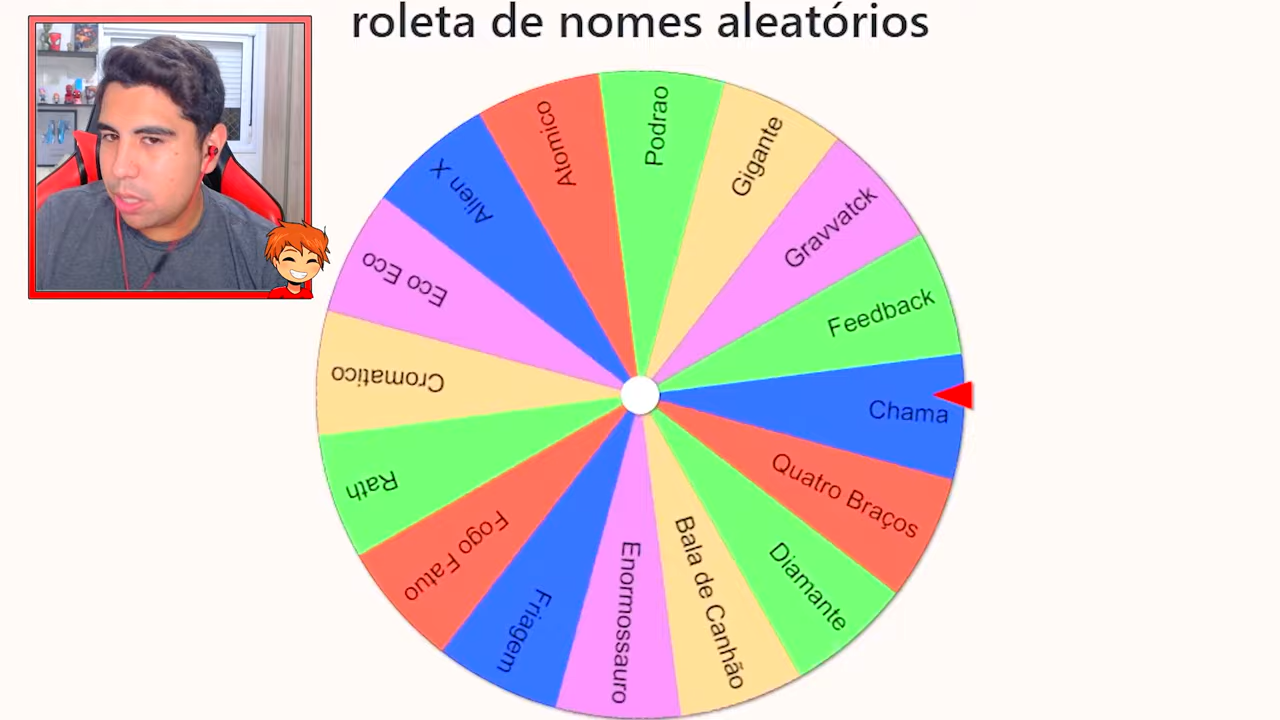 roleta de nomes aleatórios
Podrao
Gigante
Gravvatck
Feedback
Chama
Quatro Braços
Diamante
Bala de Canhão
Enormossauro
Friagem
Fogo Fatuo
Rath
Cromatico
Eco Eco
Alien X
Atomico